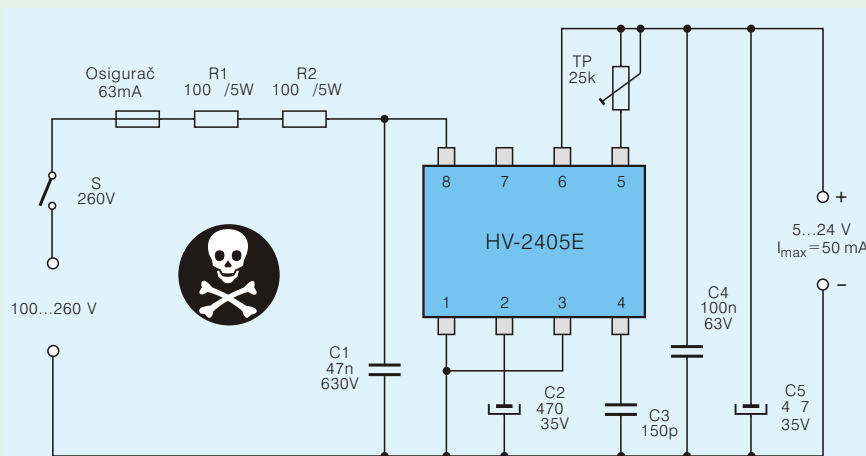 Osigurač
63mA
R1
100 /5W
R2
100 /5W
TP
25k
S
260V
8
7
6
5
HV-2405E
1
2
3
4
+
5...24 V
Imax=50 mA
–
100...260 V
C1
47n
630V
C2
470
35V
C3
150p
C4
100n
63V
C5
4 7
35V